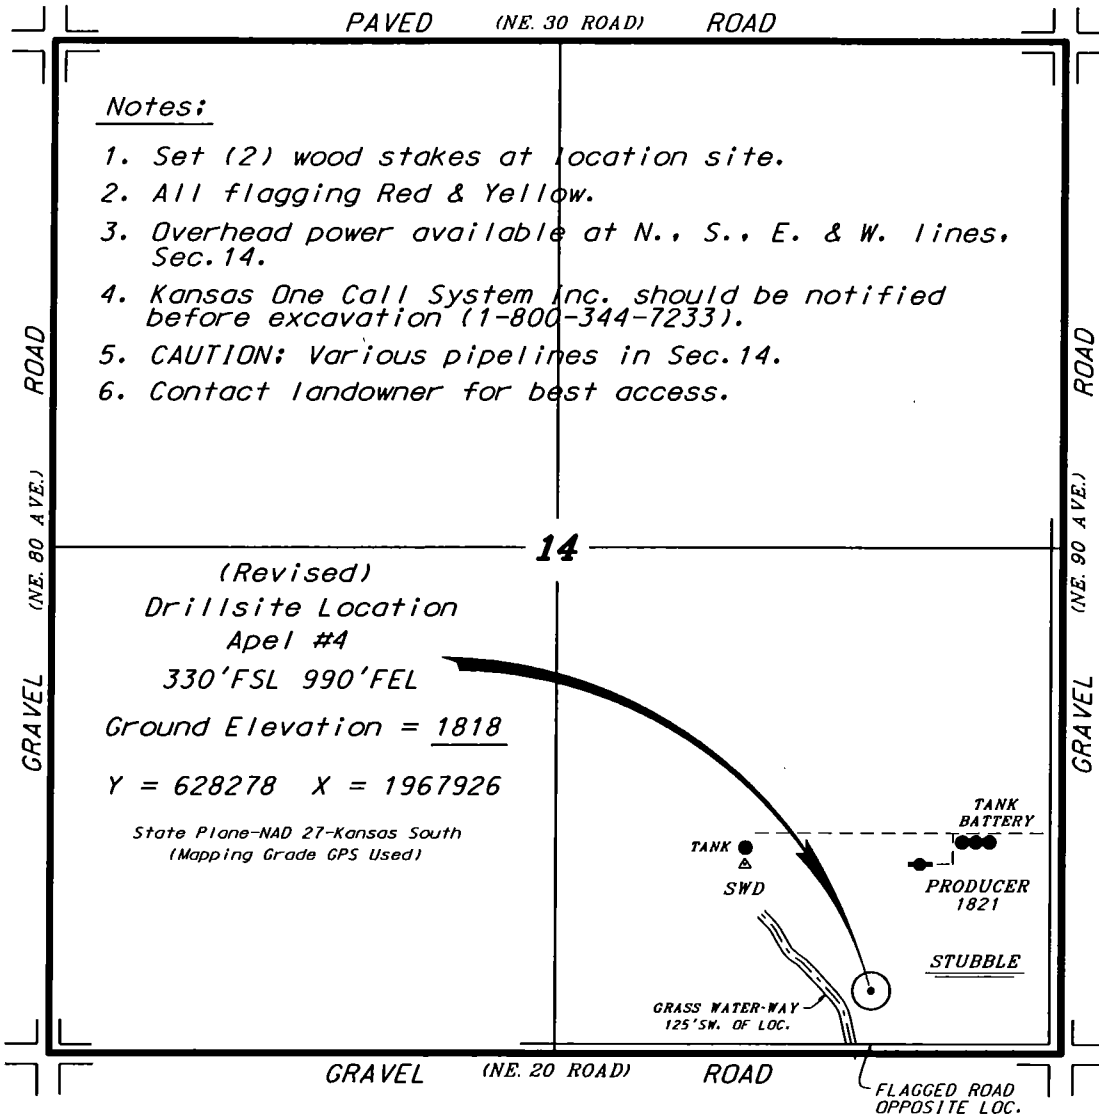 PAVED (NE. 30 ROAD) ROAD
Notes:
1. Set (2) wood stakes at location site.
2. All flagging Red & Yellow.
3. Overhead power available at N., S., E. & W. lines,
Sec.14.
4. Kansas One Call System Inc. should be notified
before excavation (1-800-344-7233).
5. CAUTION: Various pipelines in Sec.14.
6. Contact landowner for best access.
GRAVEL (NE. 80 AVE.) ROAD
GRAVEL (NE. 90 AVE.) ROAD
14
(Revised)
Drillsite Location
Apel #4
330'FSL 990'FEL
Ground Elevation = 1818
Y = 628278 X = 1967926
State Plane-NAD 27-Kansas South
(Mapping Grade GPS Used)
TANK
BATTERY
TANK
SWD
PRODUCER
1821
STUBBLE
GRASS WATER-WAY
125'SW. OF LOC.
GRAVEL (NE. 20 ROAD) ROAD
FLAGGED ROAD
OPPOSITE LOC.